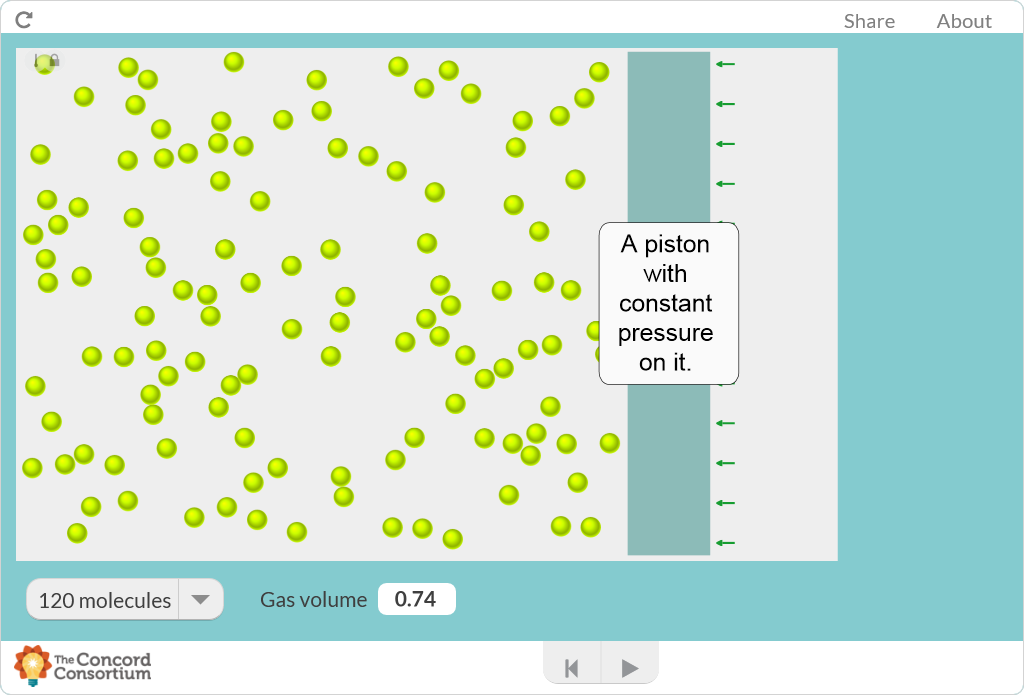 Share About
A piston
with
constant
pressure
on it.
120 molecules Gas volume 0.74
The Concord
Consortium